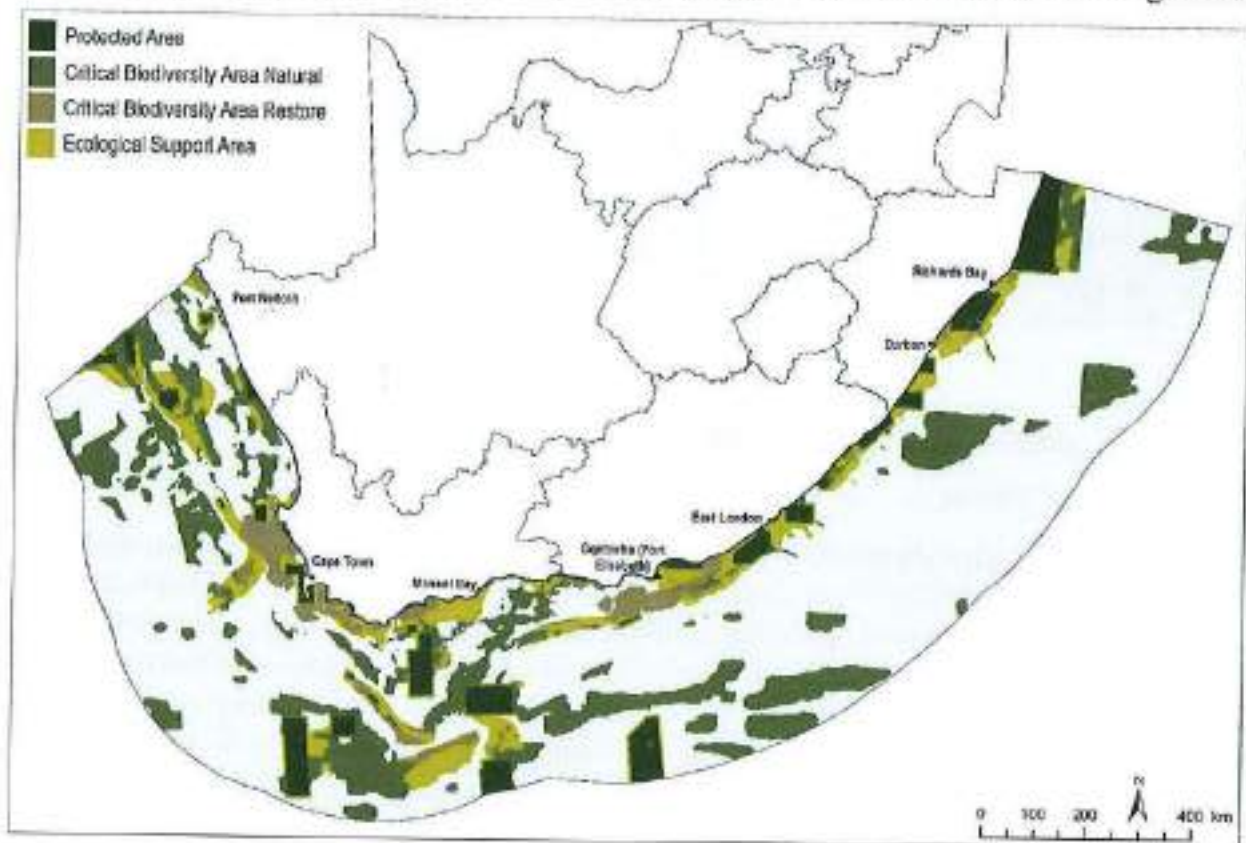 Protected Area
Critical Biodiversity Area Natural
Critical Biodiversity Area Restore
Ecological Support Area
Richards Bay
Port Nolloth
Durban
East London
Gqeberha (Port
Elizabeth)
Cape Town
Mossel Bay
N
0 100 200 400 km